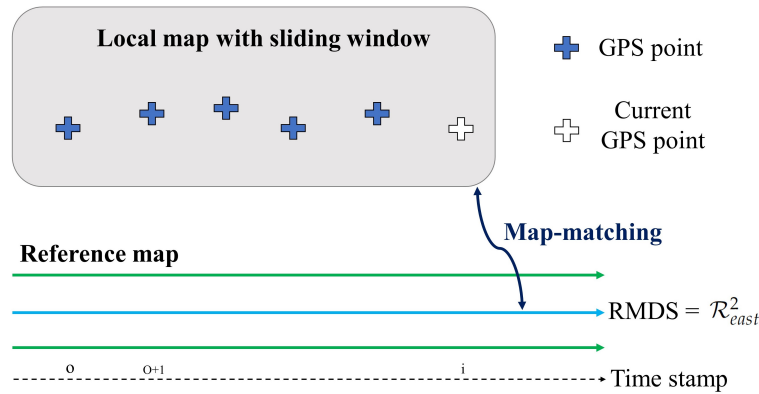 Local map with sliding window
GPS point
Current
GPS point
Map-matching
Reference map
RMDS = ℛ²ₑₐₛₜ
o
O+1
i
Time stamp